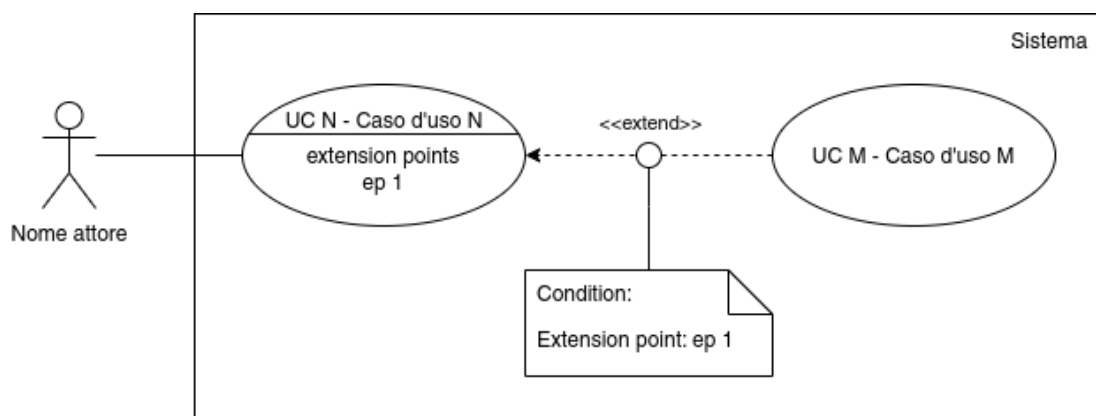 Sistema
UC N - Caso d'uso N
extension points
ep 1
<<extend>>
UC M - Caso d'uso M
Nome attore
Condition:
Extension point: ep 1